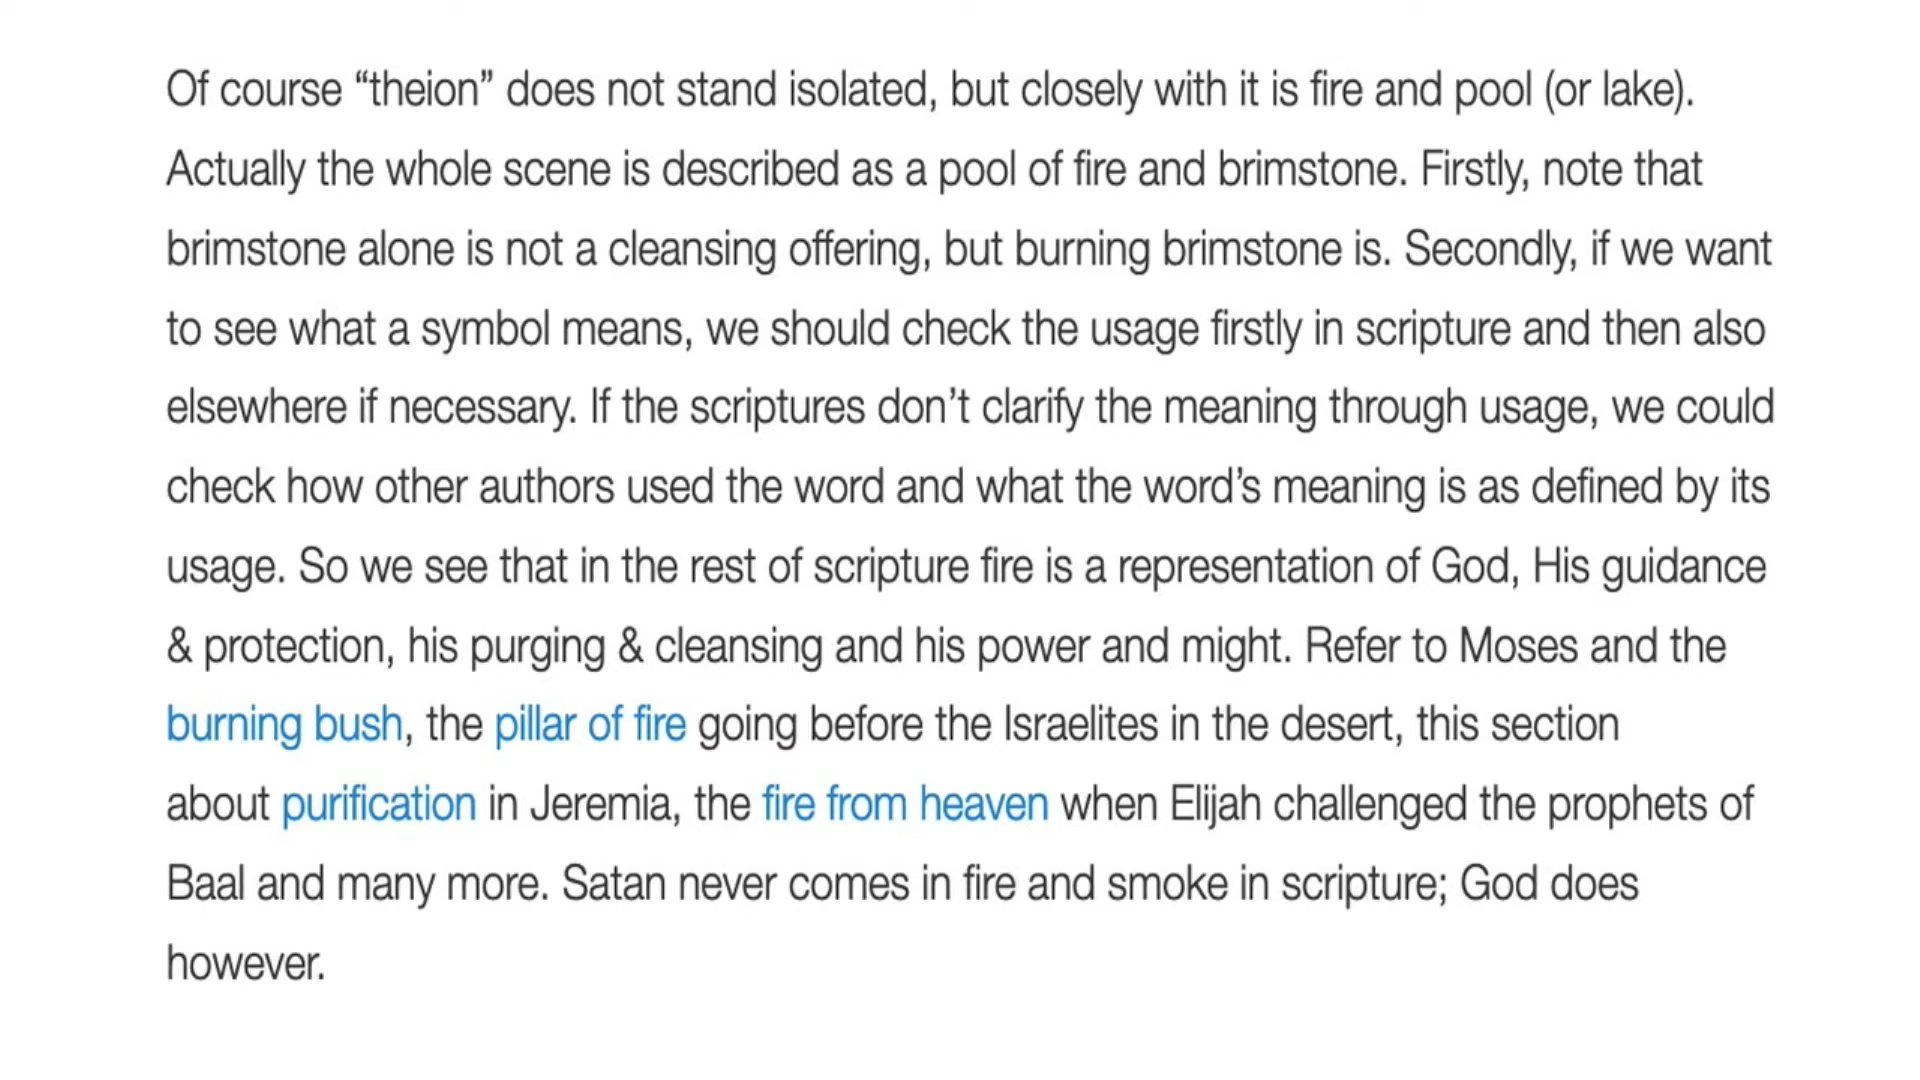 Of course “theion” does not stand isolated, but closely with it is fire and pool (or lake).
Actually the whole scene is described as a pool of fire and brimstone. Firstly, note that
brimstone alone is not a cleansing offering, but burning brimstone is. Secondly, if we want
to see what a symbol means, we should check the usage firstly in scripture and then also
elsewhere if necessary. If the scriptures don’t clarify the meaning through usage, we could
check how other authors used the word and what the word’s meaning is as defined by its
usage. So we see that in the rest of scripture fire is a representation of God, His guidance
& protection, his purging & cleansing and his power and might. Refer to Moses and the
burning bush, the pillar of fire going before the Israelites in the desert, this section
about purification in Jeremia, the fire from heaven when Elijah challenged the prophets of
Baal and many more. Satan never comes in fire and smoke in scripture; God does
however.